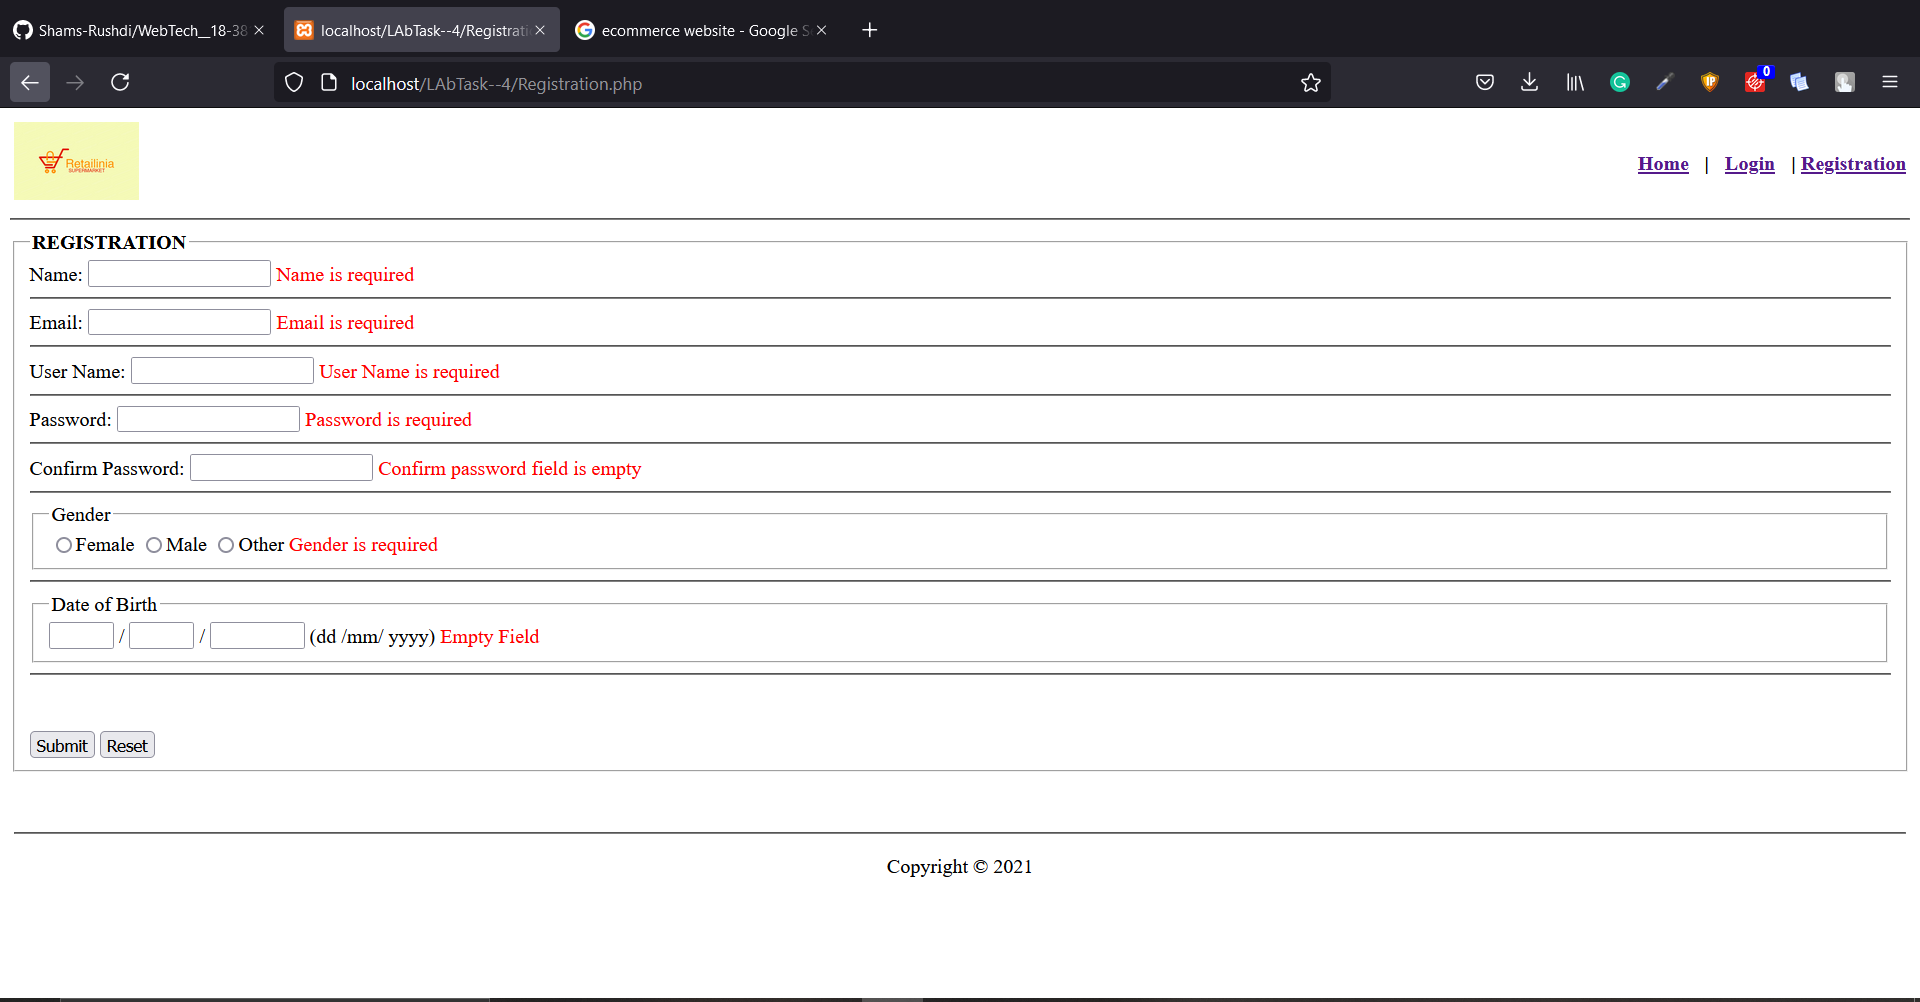 Shams-Rushdi/WebTech__18-38
localhost/LAbTask--4/Registrati
ecommerce website - Google S
localhost/LAbTask--4/Registration.php
0
Retailinia
SUPERMARKET
Home | Login | Registration
REGISTRATION
Name: Name is required
Email: Email is required
User Name: User Name is required
Password: Password is required
Confirm Password: Confirm password field is empty
Gender
Female Male Other Gender is required
Date of Birth
/ / (dd /mm/ yyyy) Empty Field
Submit Reset
Copyright © 2021